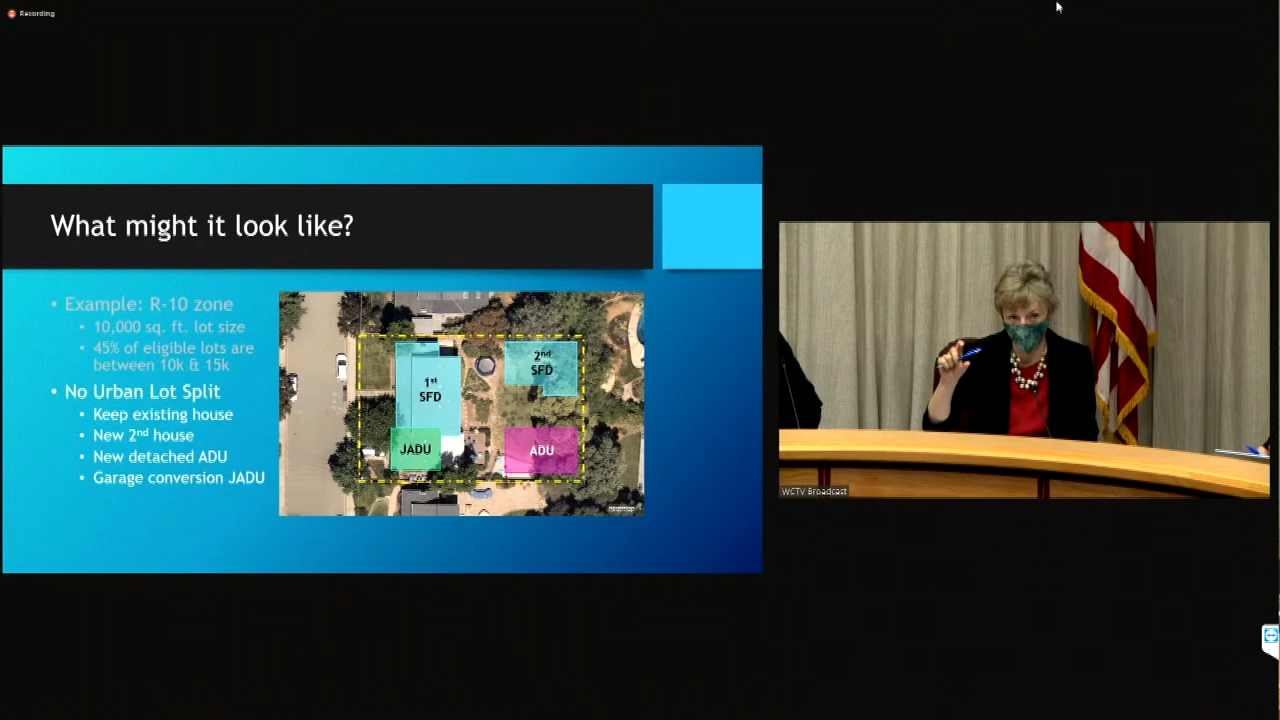 Recording
What might it look like?
• Example: R-10 zone
• 10,000 sq. ft. lot size
• 45% of eligible lots are
between 10k & 15k
• No Urban Lot Split
• Keep existing house
• New 2nd house
• New detached ADU
• Garage conversion JADU
1st
SFD
2nd
SFD
JADU
ADU
WCTV Broadcast